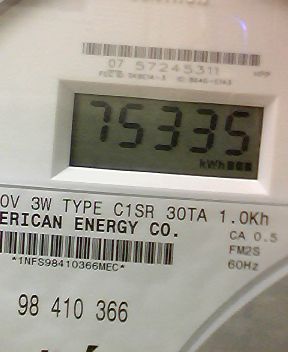 07 57245311
75335
kWh
0V 3W TYPE C1SR 30TA 1.0Kh
ERICAN ENERGY CO.
CA 0.5
FM2S
60Hz
*1NFS98410366MEC*
98 410 366